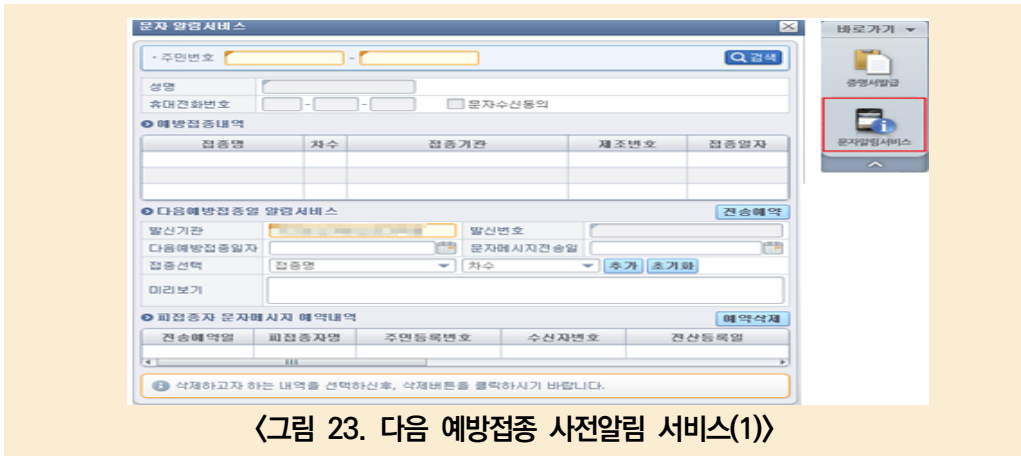 문자 알림서비스
바로가기
· 주민번호 - 검색
증명서발급
성명
휴대전화번호 - - 문자수신동의
문자알림서비스
예방접종내역
접종명 차수 접종기관 제조번호 접종일자
다음예방접종일 알림서비스 전송예약
발신기관 발신번호
다음예방접종일자 문자메시지전송일
접종선택 접종명 차수 추가 초기화
미리보기
피접종자 문자메시지 예약내역 예약삭제
전송예약일 피접종자명 주민등록번호 수신자번호 전산등록일
삭제하고자 하는 내역을 선택하신후, 삭제버튼을 클릭하시기 바랍니다.
〈그림 23. 다음 예방접종 사전알림 서비스(1)〉